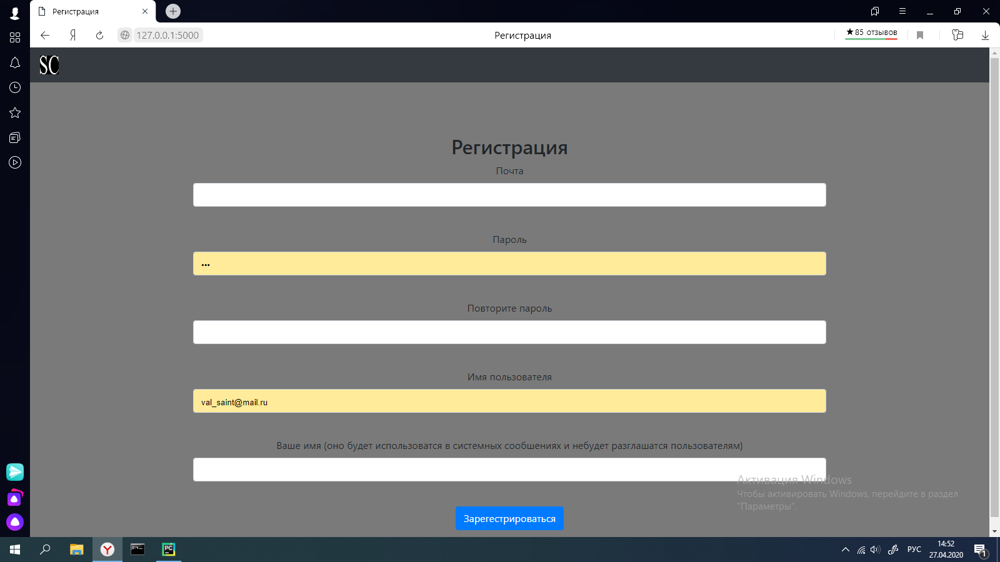 Регистрация
127.0.0.1:5000
Регистрация
★85 отзывов
SC
Регистрация
Почта
Пароль
•••
Повторите пароль
Имя пользователя
val_saint@mail.ru
Ваше имя (оно будет использоватся в системных сообшениях и небудет разглашатся пользователям)
Активация Windows
Чтобы активировать Windows, перейдите в раздел
"Параметры".
Зарегестрироваться
РУС
14:52
27.04.2020
1